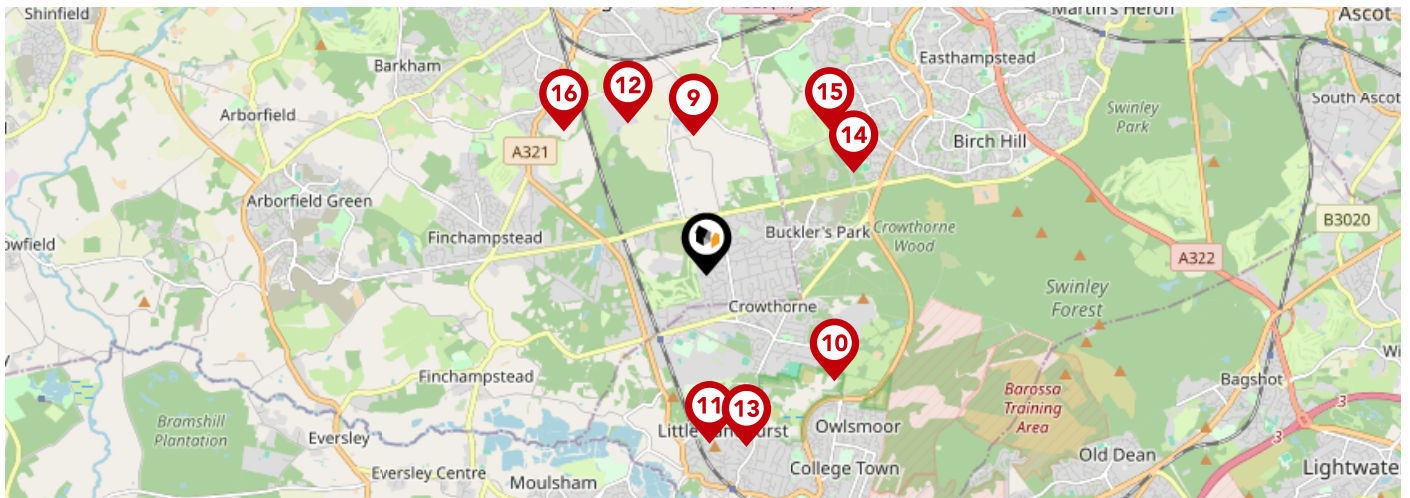 Shinfield
Martin's Heron
Ascot
Barkham
Easthampstead
16
12
9
15
South Ascot
Arborfield
Swinley
Park
14
A321
Birch Hill
Arborfield Green
B3020
Finchampstead
Buckler's Park
Crowthorne
Wood
A322
Swinley
Forest
Crowthorne
10
Finchampstead
Bagshot
Barossa
Training
Area
11
13
3
Bramshill
Plantation
Eversley
Owlsmoor
3
Old Dean
Eversley Centre
College Town
Lightwate
Moulsham